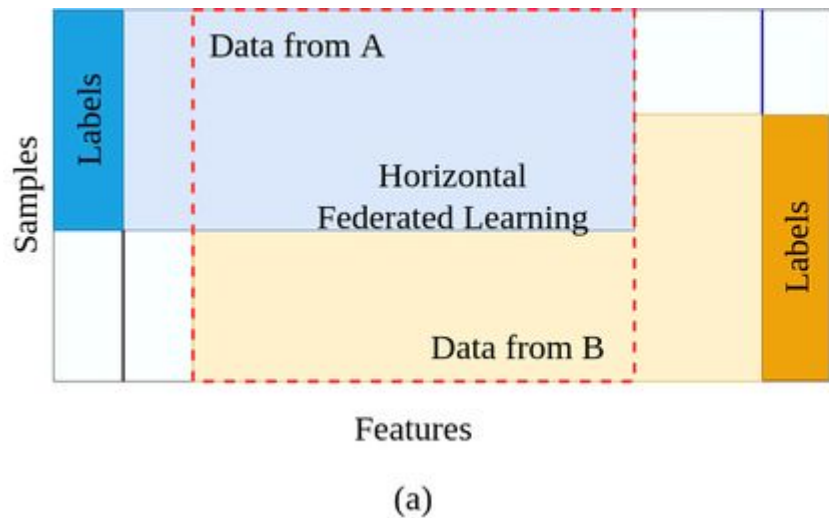 Data from A
Labels
Samples
Horizontal
Federated Learning
Labels
Data from B
Features
(a)